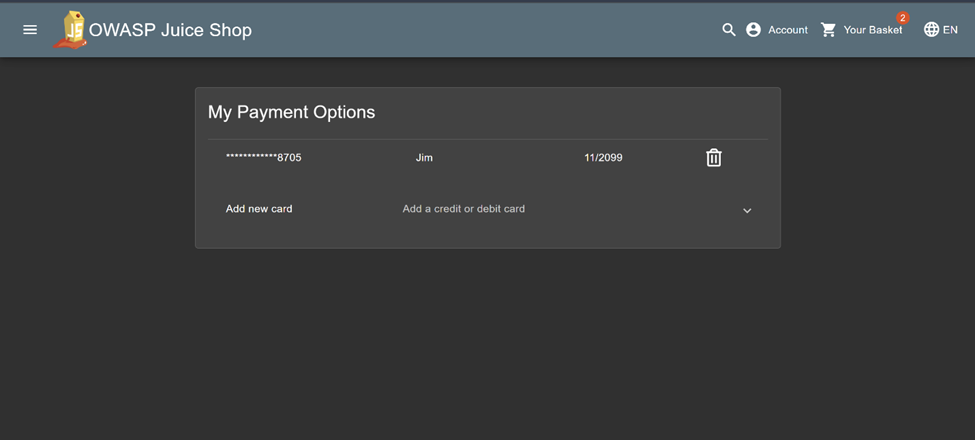 JS OWASP Juice Shop Account Your Basket 2 EN
My Payment Options
************8705 Jim 11/2099
Add new card Add a credit or debit card